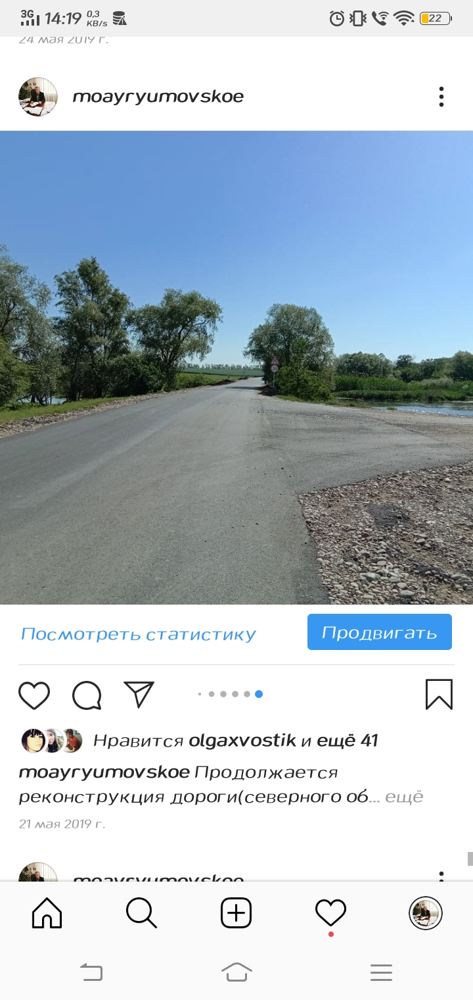 3G 14:19 0,3 KB/s 22
24 мая 2019 г.
moayryumovskoe
Посмотреть статистику Продвигать
Нравится olgaxvostik и ещё 41
moayryumovskoe Продолжается
реконструкция дороги(северного об... ещё
21 мая 2019 г.
moayryumovskoe